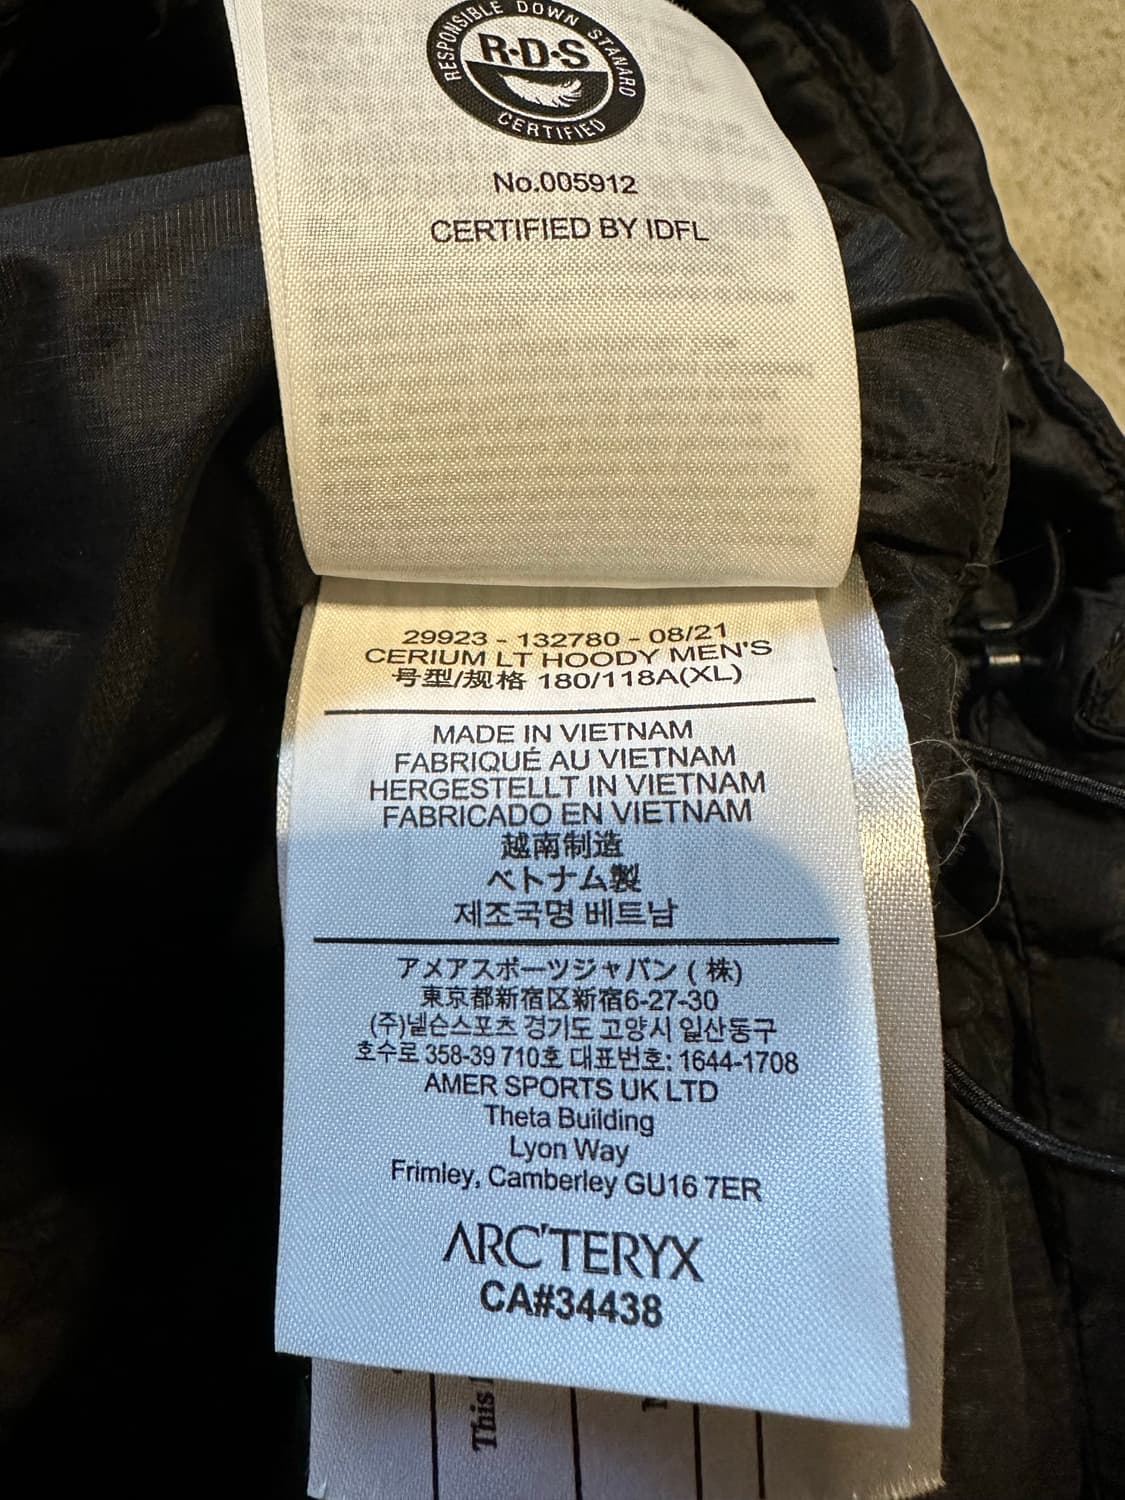 RESPONSIBLE DOWN STANARD
R·D·S
CERTIFIED
No.005912
CERTIFIED BY IDFL
29923 - 132780 - 08/21
CERIUM LT HOODY MEN'S
号型/规格 180/118A(XL)
MADE IN VIETNAM
FABRIQUÉ AU VIETNAM
HERGESTELLT IN VIETNAM
FABRICADO EN VIETNAM
越南制造
ベトナム製
제조국명 베트남
アメアスポーツジャパン ( 株)
東京都新宿区新宿6-27-30
(주)넬슨스포츠 경기도 고양시 일산동구
호수로 358-39 710호 대표번호: 1644-1708
AMER SPORTS UK LTD
Theta Building
Lyon Way
Frimley, Camberley GU16 7ER
ARC'TERYX
CA#34438
This